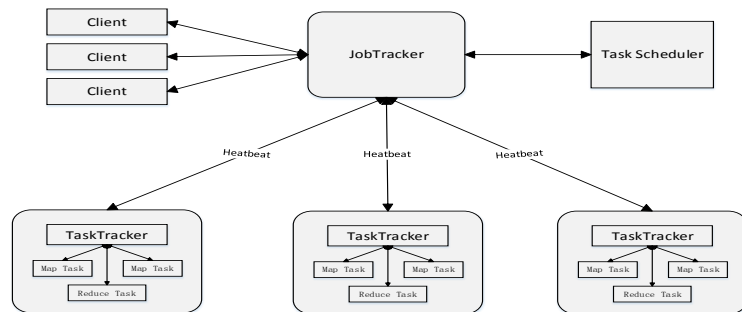 Client
Client
Client
JobTracker
Task Scheduler
Heatbeat
Heatbeat
Heatbeat
TaskTracker
Map Task
Map Task
Reduce Task
TaskTracker
Map Task
Map Task
Reduce Task
TaskTracker
Map Task
Map Task
Reduce Task